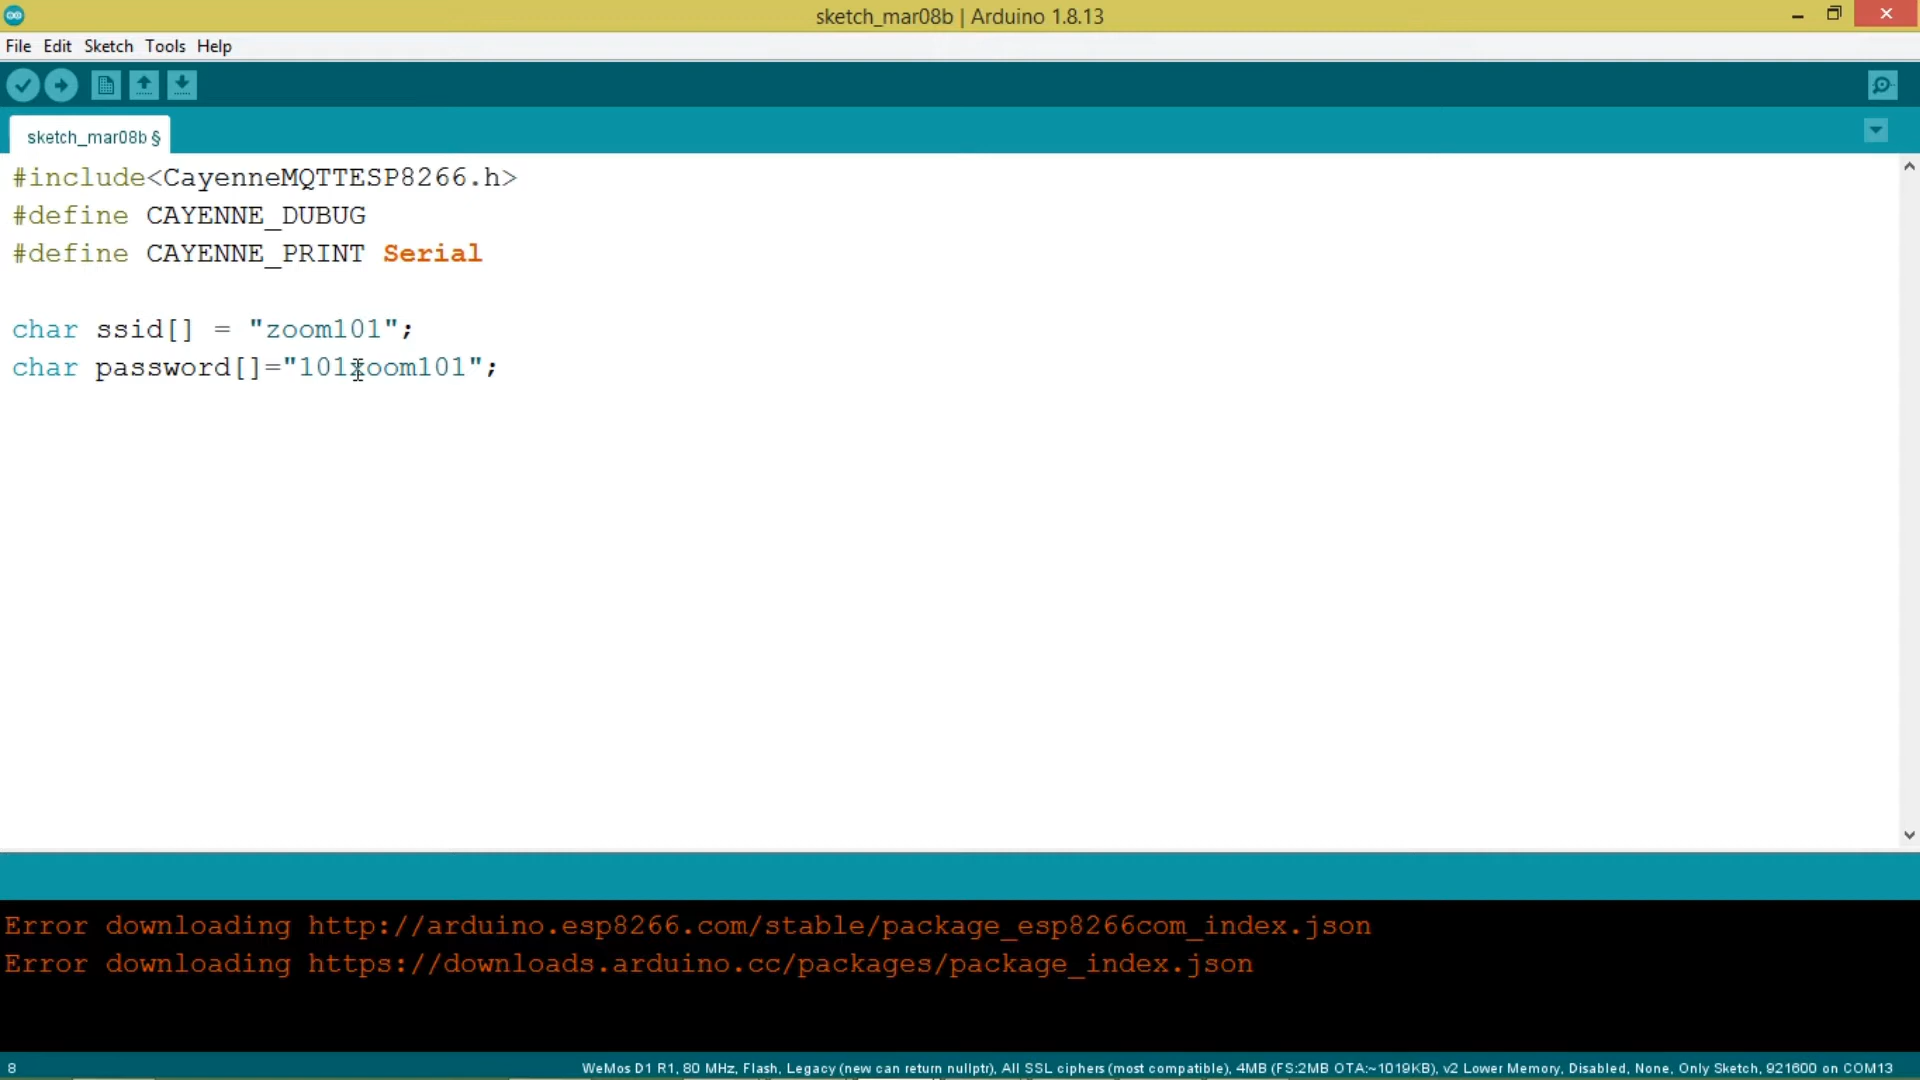 sketch_mar08b | Arduino 1.8.13
File Edit Sketch Tools Help
sketch_mar08b §
#include<CayenneMQTTESP8266.h>
#define CAYENNE_DUBUG
#define CAYENNE_PRINT Serial
char ssid[] = "zoom101";
char password[]="101zoom101";
Error downloading http://arduino.esp8266.com/stable/package_esp8266com_index.json
Error downloading https://downloads.arduino.cc/packages/package_index.json
8
WeMos D1 R1, 80 MHz, Flash, Legacy (new can return nullptr), All SSL ciphers (most compatible), 4MB (FS:2MB OTA:~1019KB), v2 Lower Memory, Disabled, None, Only Sketch, 921600 on COM13